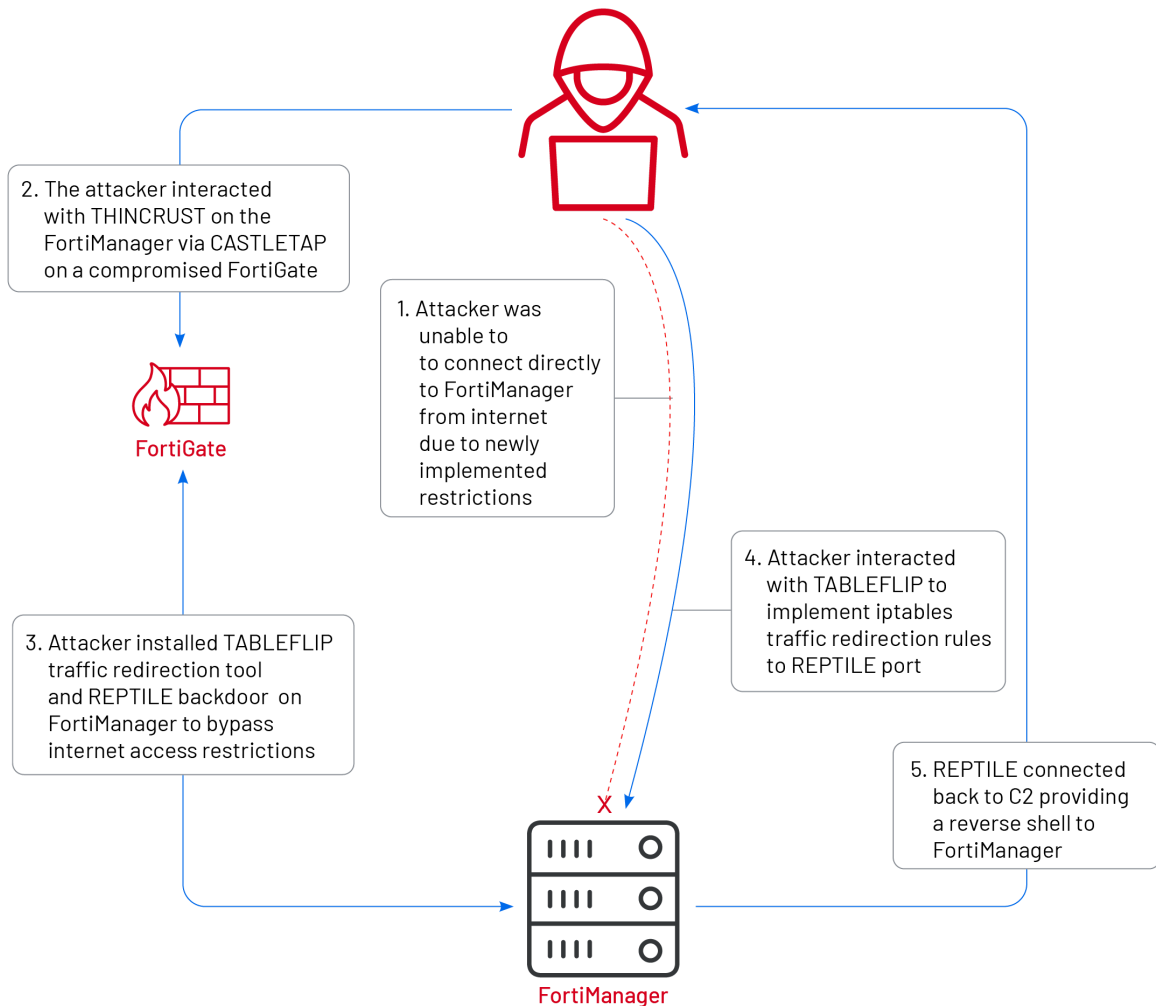 2. The attacker interacted
with THINCRUST on the
FortiManager via CASTLETAP
on a compromised FortiGate
1. Attacker was
unable to
to connect directly
to FortiManager
from internet
due to newly
implemented
restrictions
FortiGate
4. Attacker interacted
with TABLEFLIP to
implement iptables
traffic redirection rules
to REPTILE port
3. Attacker installed TABLEFLIP
traffic redirection tool
and REPTILE backdoor on
FortiManager to bypass
internet access restrictions
5. REPTILE connected
back to C2 providing
a reverse shell to
FortiManager
X
FortiManager